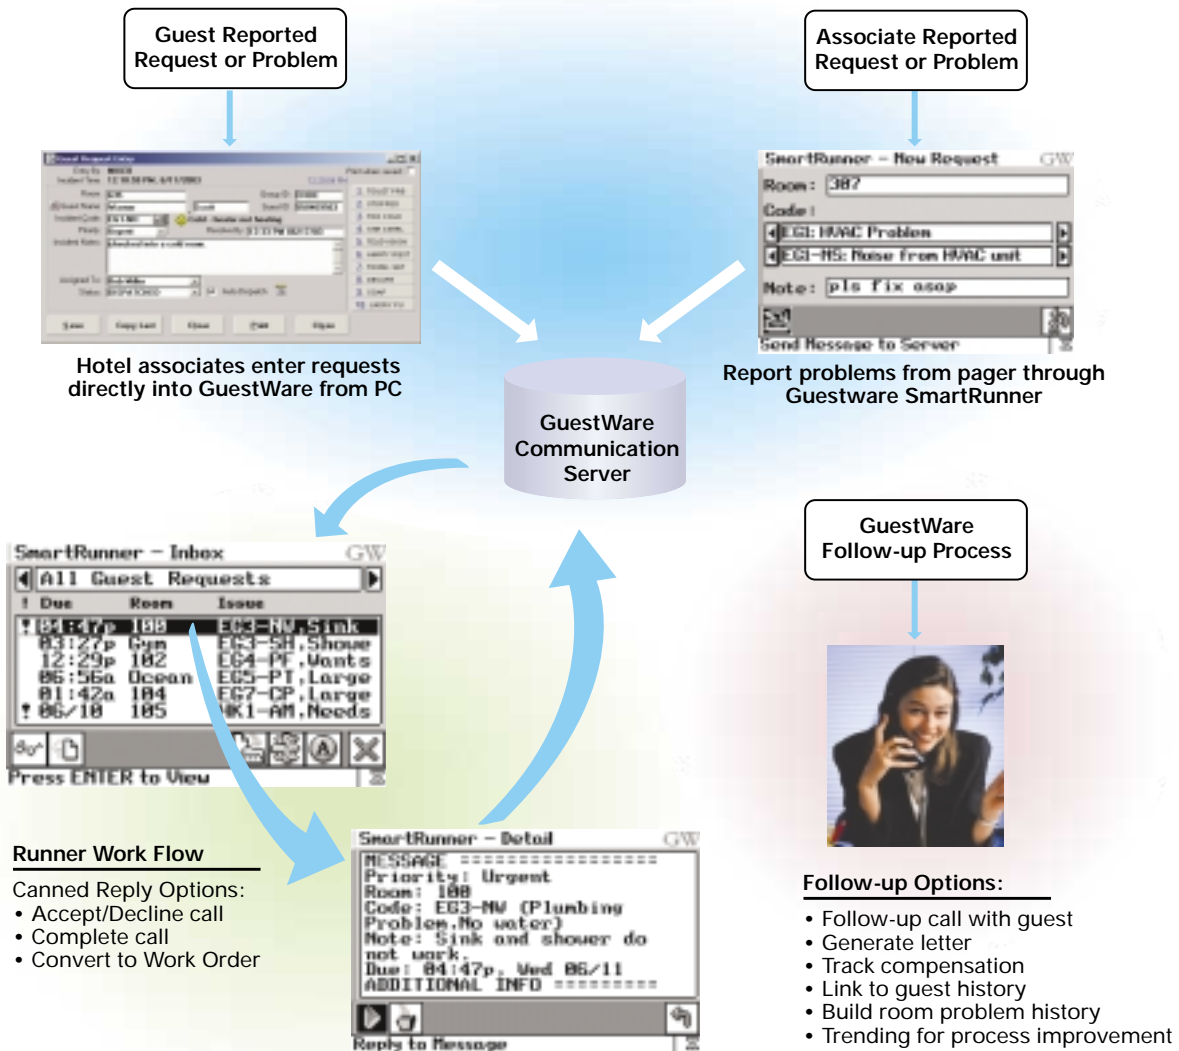 Guest Reported
Request or Problem
Associate Reported
Request or Problem
SmartRunner - New Request GW
Room: 307
Code:
EG1: HVAC Problem
EG1-NS: Noise from HVAC unit
Note: pls fix asap
Send Message to Server
Hotel associates enter requests
directly into GuestWare from PC
Report problems from pager through
Guestware SmartRunner
GuestWare
Communication
Server
SmartRunner - Inbox GW
All Guest Requests
! Due Room Issue
! 04:47p 100 EG3-NW,Sink
03:27p Gym EG3-SH,Showe
12:29p 102 EG4-PF,Wants
06:56a Ocean EG5-PT,Large
01:42a 104 EG7-CP,Large
! 06/10 105 HK1-AM,Needs
Press ENTER to View
GuestWare
Follow-up Process
Runner Work Flow
Canned Reply Options:
• Accept/Decline call
• Complete call
• Convert to Work Order
SmartRunner - Detail GW
MESSAGE =================
Priority: Urgent
Room: 100
Code: EG3-NW (Plumbing
Problem.No water)
Note: Sink and shower do
not work.
Due: 04:47p, Wed 06/11
ADDITIONAL INFO =========
Reply to Message
Follow-up Options:
• Follow-up call with guest
• Generate letter
• Track compensation
• Link to guest history
• Build room problem history
• Trending for process improvement